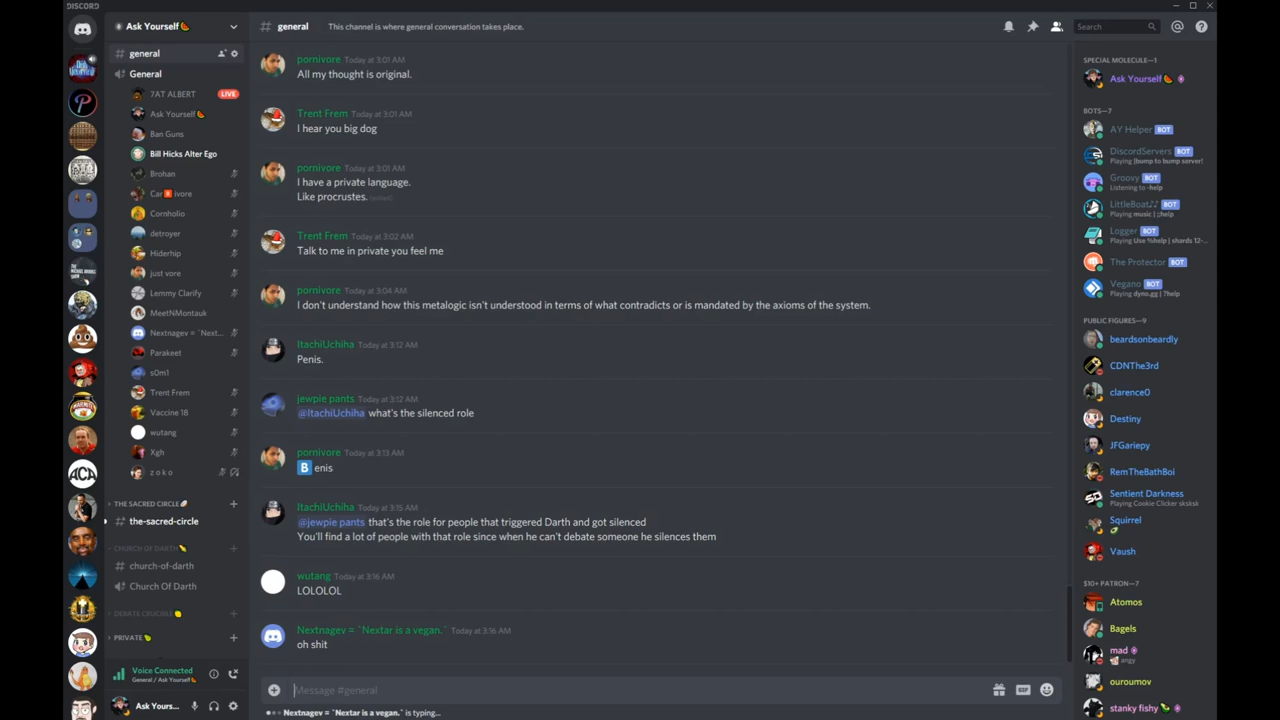 DISCORD
Ask Yourself🍉
# general
This channel is where general conversation takes place.
Search
# general
General
7AT ALBERT LIVE
Ask Yourself🍉
Ban Guns
Bill Hicks Alter Ego
Brohan
Car🅱ivore
Cornholio
detroyer
Hiderhip
just vore
Lemmy Clarify
MeetNMontauk
Nextnagev = `Next...
Parakeet
s0m1
Trent Frem
Vaccine 18
wutang
Xgh
z o k o
THE SACRED CIRCLE
# the-sacred-circle
CHURCH OF DARTH
# church-of-darth
Church Of Darth
DEBATE CRUCIBLE
PRIVATE
Voice Connected
General / Ask Yourself🍉
Ask Yours...
pornivore Today at 3:01 AM
All my thought is original.
Trent Frem Today at 3:01 AM
I hear you big dog
pornivore Today at 3:01 AM
I have a private language.
Like procrustes. (edited)
Trent Frem Today at 3:02 AM
Talk to me in private you feel me
pornivore Today at 3:04 AM
I don't understand how this metalogic isn't understood in terms of what contradicts or is mandated by the axioms of the system.
ItachiUchiha Today at 3:12 AM
Penis.
jewpie pants Today at 3:12 AM
@ItachiUchiha what's the silenced role
pornivore Today at 3:13 AM
🅱enis
ItachiUchiha Today at 3:15 AM
@jewpie pants that's the role for people that triggered Darth and got silenced
You'll find a lot of people with that role since when he can't debate someone he silences them
wutang Today at 3:16 AM
LOLOLOL
Nextnagev = `Nextar is a vegan.` Today at 3:16 AM
oh shit
Message #general
GIF
Nextnagev = `Nextar is a vegan.` is typing...
SPECIAL MOLECULE—1
Ask Yourself🍉
BOTS—7
AY Helper BOT
DiscordServers BOT
Playing !bump to bump server!
Groovy BOT
Listening to -help
LittleBoat♪♪ BOT
Playing music | ;;help
Logger BOT
Playing Use %help | shards 12-...
The Protector BOT
Vegano BOT
Playing dyno.gg | ?help
PUBLIC FIGURES—9
beardsonbeardly
CDNThe3rd
clarence0
Destiny
JFGariepy
RemTheBathBoi
Sentient Darkness
Playing Cookie Clicker sksksk
Squirrel
Vaush
$10+ PATRON—7
Atomos
Bagels
mad
angy
ouroumov
stanky fishy
ACA